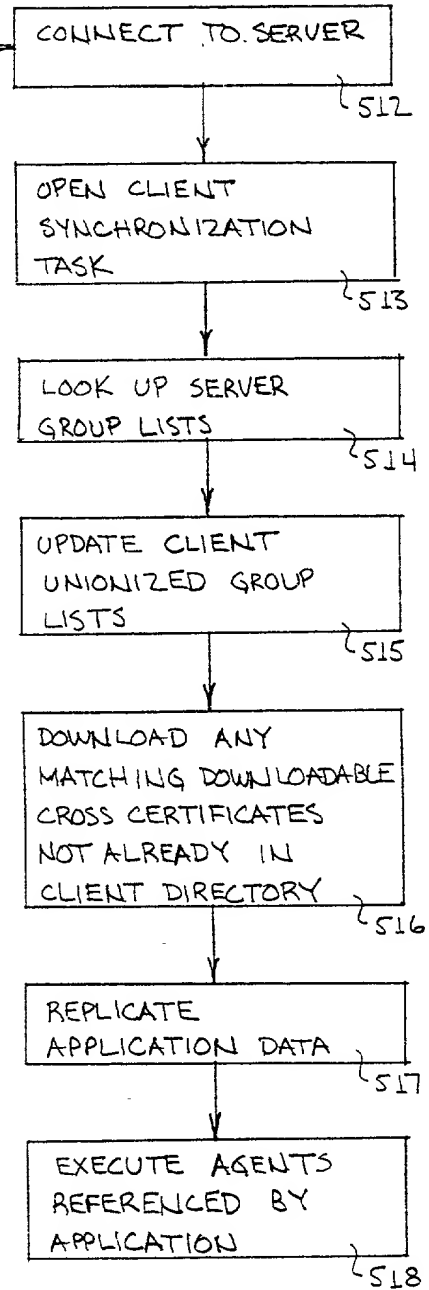 CONNECT TO SERVER
512
OPEN CLIENT
SYNCHRONIZATION
TASK
513
LOOK UP SERVER
GROUP LISTS
514
UPDATE CLIENT
UNIONIZED GROUP
LISTS
515
DOWNLOAD ANY
MATCHING DOWNLOADABLE
CROSS CERTIFICATES
NOT ALREADY IN
CLIENT DIRECTORY
516
REPLICATE
APPLICATION DATA
517
EXECUTE AGENTS
REFERENCED BY
APPLICATION
518